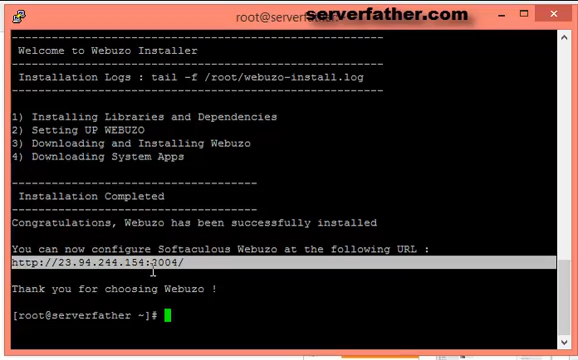 root@serverfather:~
serverfather.com
Welcome to Webuzo Installer
Installation Logs : tail -f /root/webuzo-install.log
1) Installing Libraries and Dependencies
2) Setting UP WEBUZO
3) Downloading and Installing Webuzo
4) Downloading System Apps
Installation Completed
Congratulations, Webuzo has been successfully installed
You can now configure Softaculous Webuzo at the following URL :
http://23.94.244.154:2004/
Thank you for choosing Webuzo !
[root@serverfather ~]#